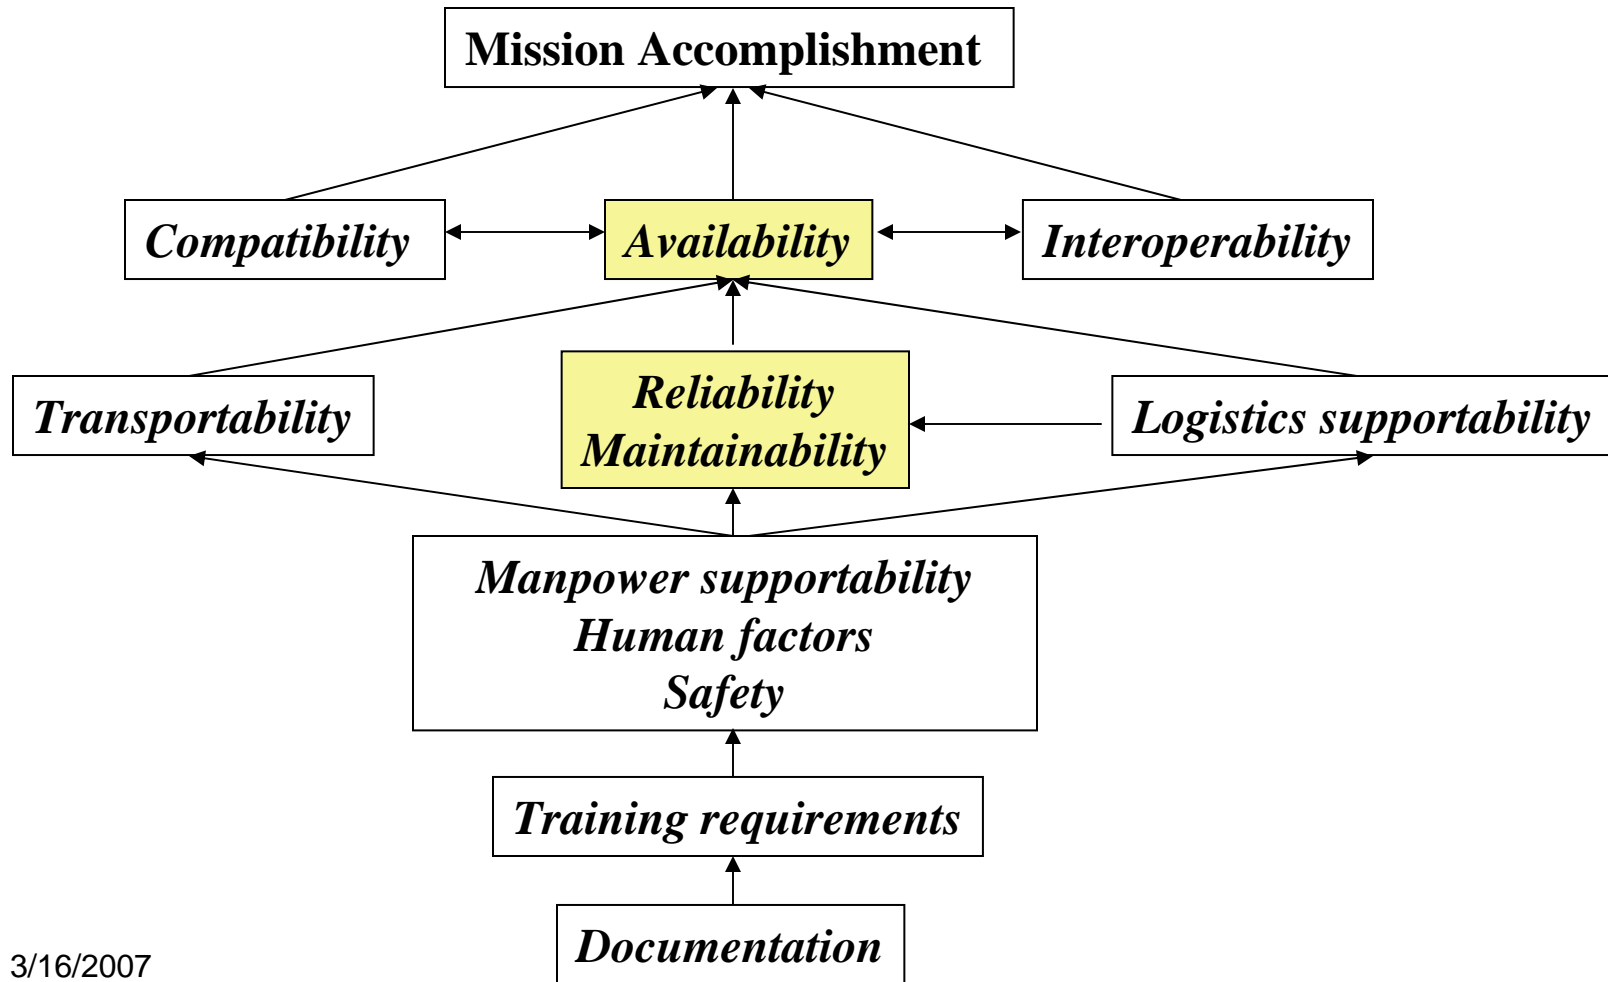 Mission Accomplishment
Compatibility
Availability
Interoperability
Transportability
Reliability
Maintainability
Logistics supportability
Manpower supportability
Human factors
Safety
Training requirements
Documentation
3/16/2007